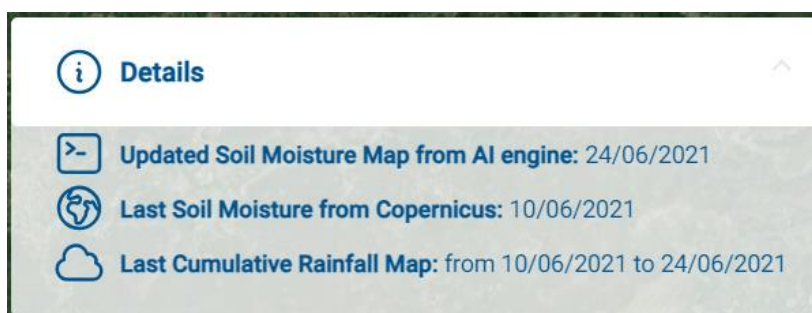 Details
Updated Soil Moisture Map from AI engine: 24/06/2021
Last Soil Moisture from Copernicus: 10/06/2021
Last Cumulative Rainfall Map: from 10/06/2021 to 24/06/2021